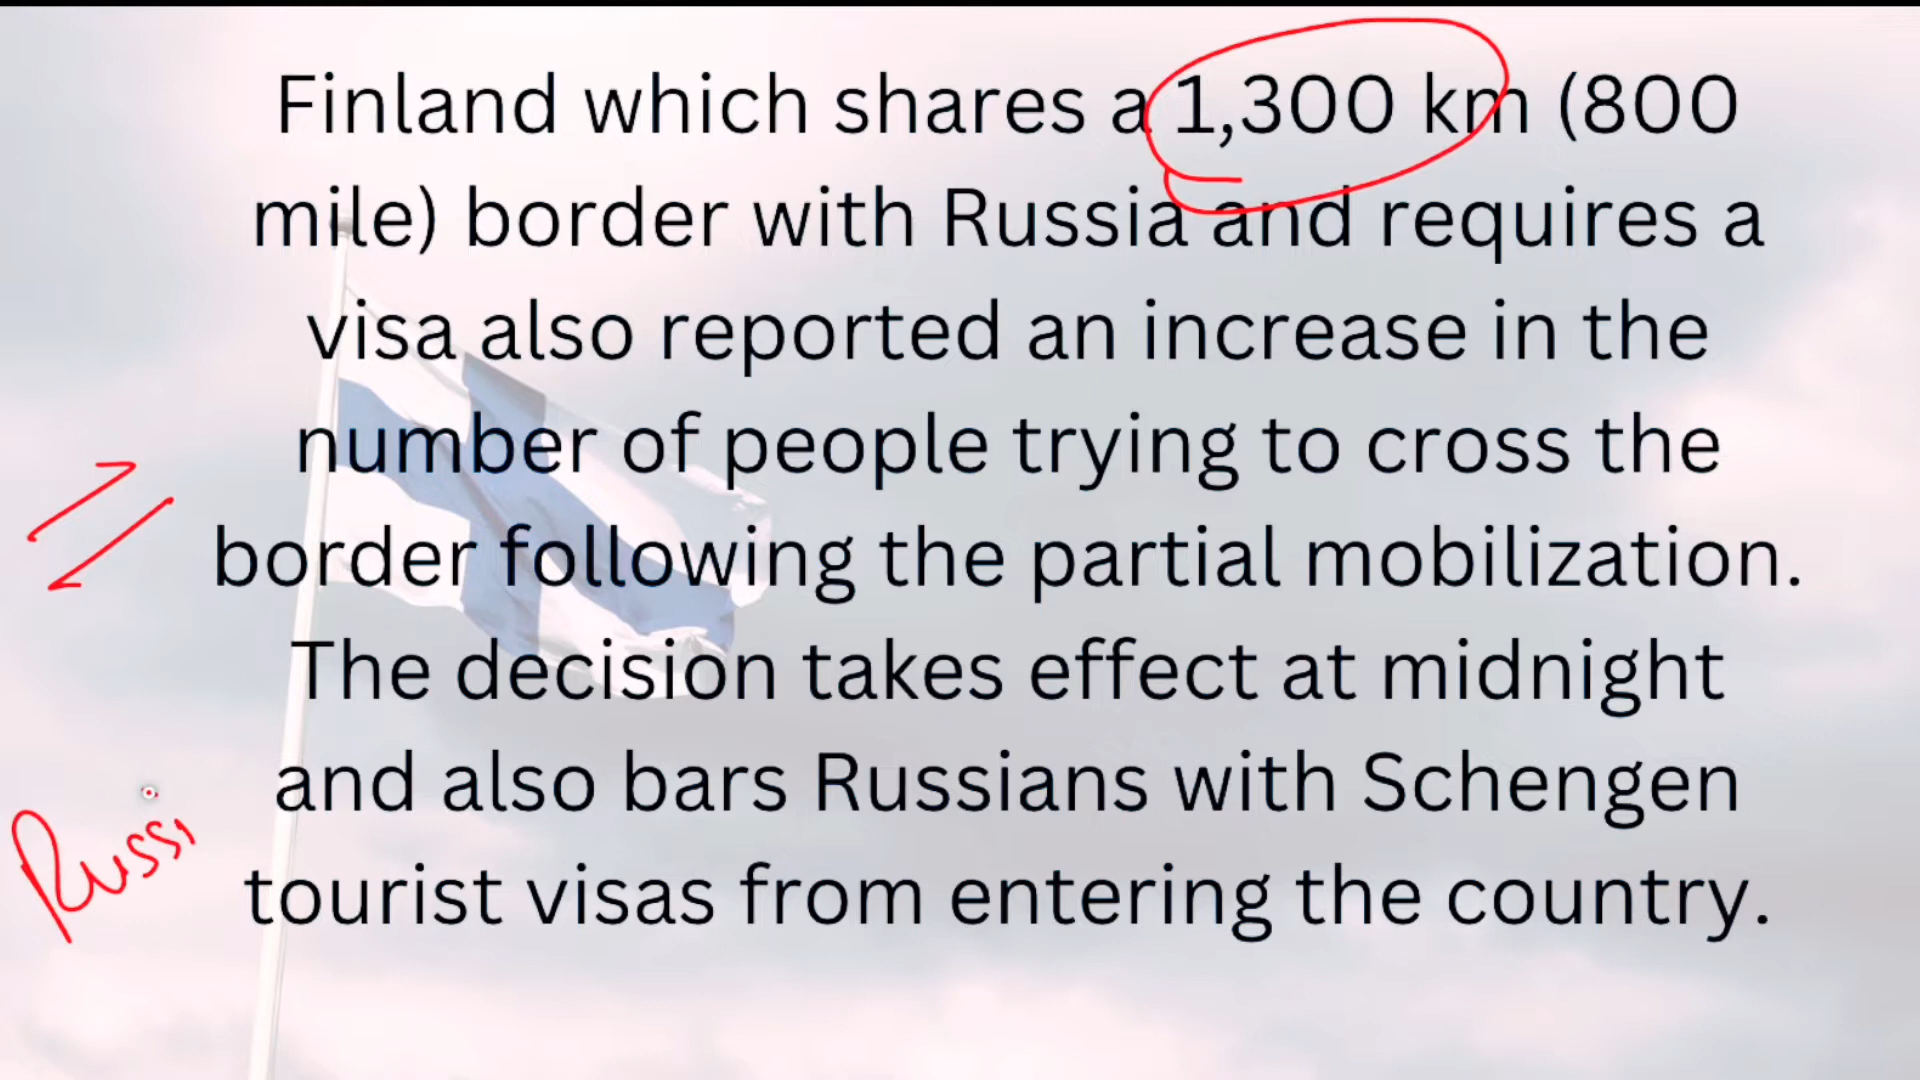 Finland which shares a 1,300 km (800
mile) border with Russia and requires a
visa also reported an increase in the
number of people trying to cross the
border following the partial mobilization.
The decision takes effect at midnight
and also bars Russians with Schengen
tourist visas from entering the country.
Russi